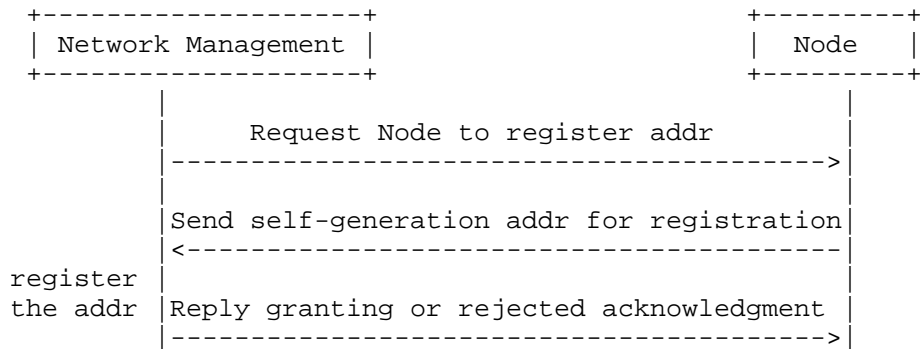 Network Management Node
Request Node to register addr
Send self-generation addr for registration
register
the addr Reply granting or rejected acknowledgment